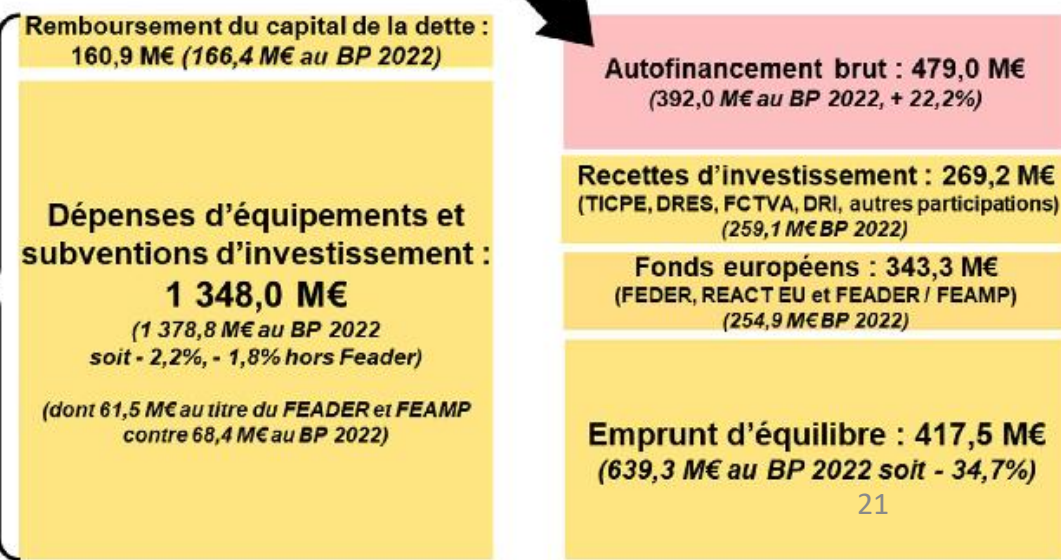 Remboursement du capital de la dette :
160,9 M€ (166,4 M€ au BP 2022)
Dépenses d'équipements et
subventions d'investissement :
1 348,0 M€
(1 378,8 M€ au BP 2022
soit - 2,2%, - 1,8% hors Feader)
(dont 61,5 M€ au titre du FEADER et FEAMP
contre 68,4 M€ au BP 2022)
Autofinancement brut : 479,0 M€
(392,0 M€ au BP 2022, + 22,2%)
Recettes d'investissement : 269,2 M€
(TICPE, DRES, FCTVA, DRI, autres participations)
(259,1 M€ BP 2022)
Fonds européens : 343,3 M€
(FEDER, REACT EU et FEADER / FEAMP)
(254,9 M€ BP 2022)
Emprunt d'équilibre : 417,5 M€
(639,3 M€ au BP 2022 soit - 34,7%)
21